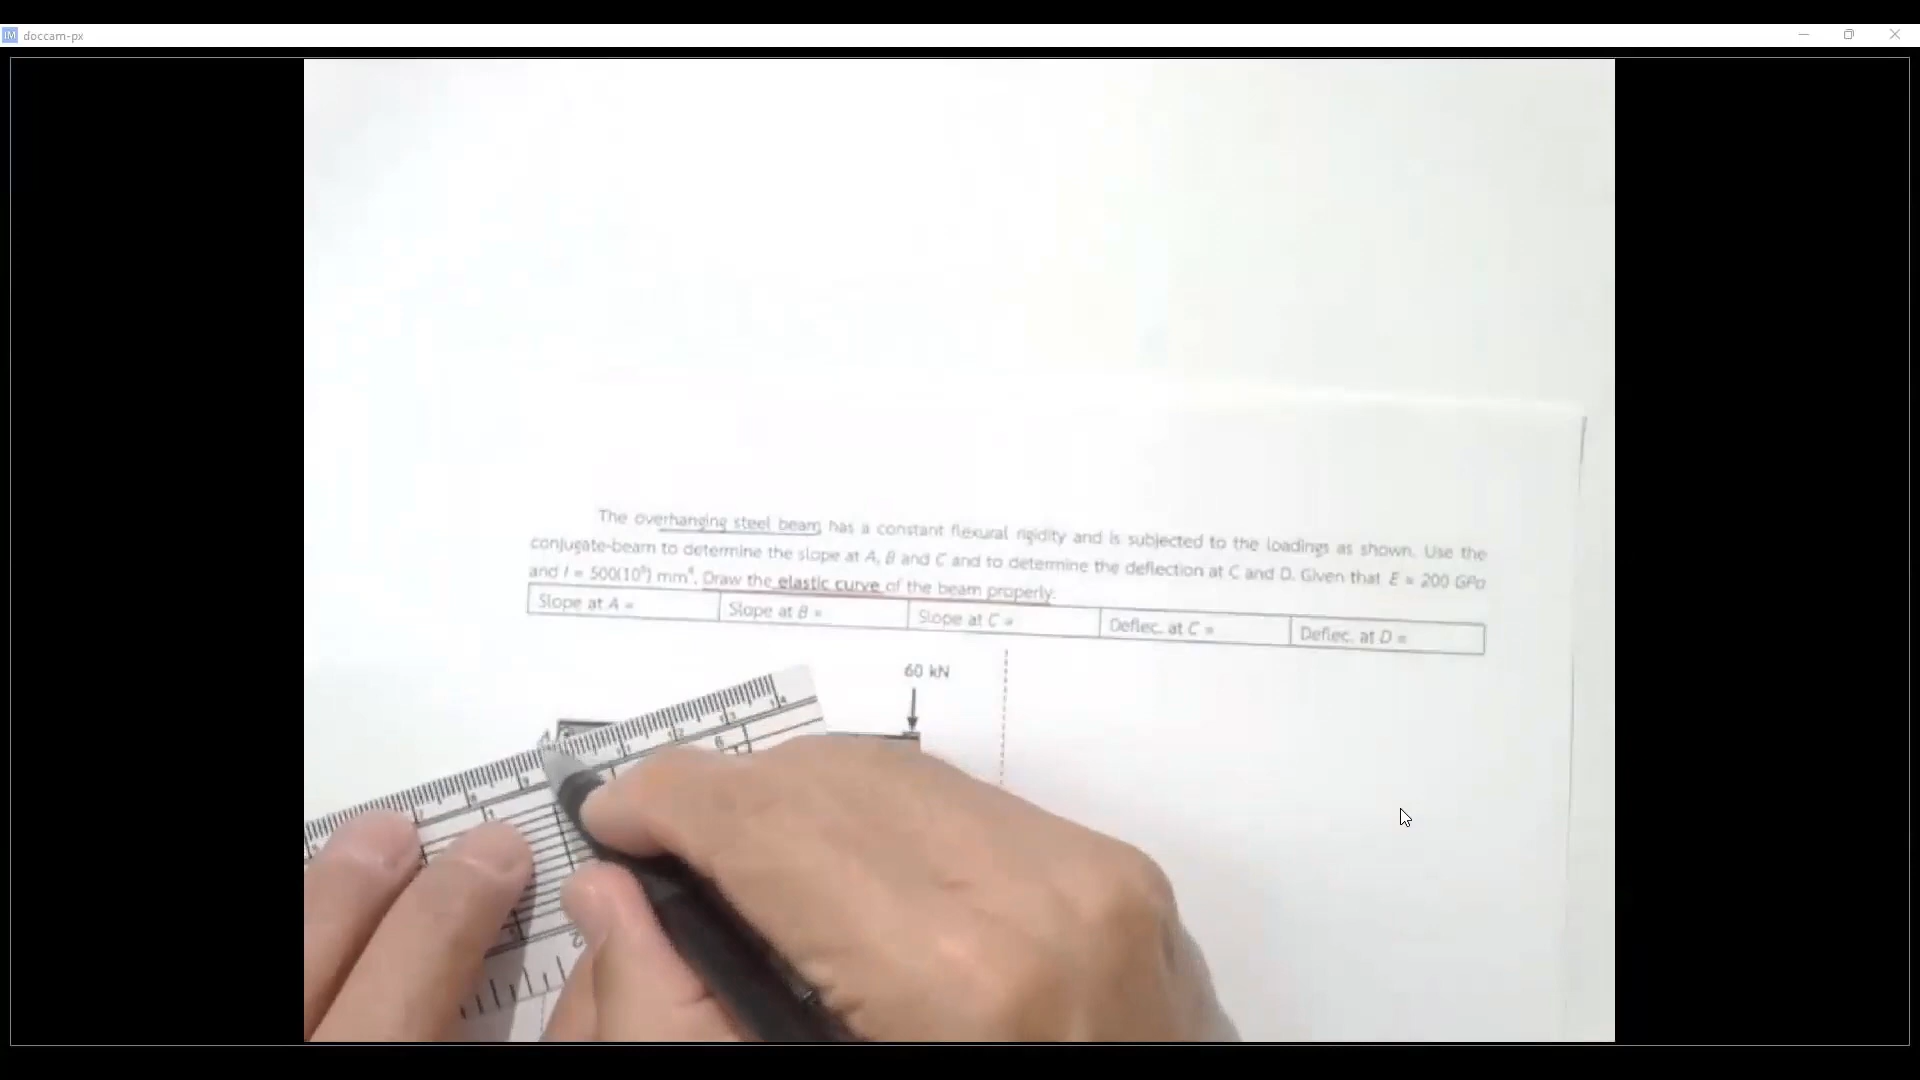 doccam-px
The overhanging steel beam has a constant flexural rigidity and is subjected to the loadings as shown. Use the
conjugate-beam to determine the slope at A, B and C and to determine the deflection at C and D. Given that E = 200 GPa
and I = 500(10⁶) mm⁴. Draw the elastic curve of the beam properly.
Slope at A = Slope at B = Slope at C = Deflec. at C = Deflec. at D =
60 kN